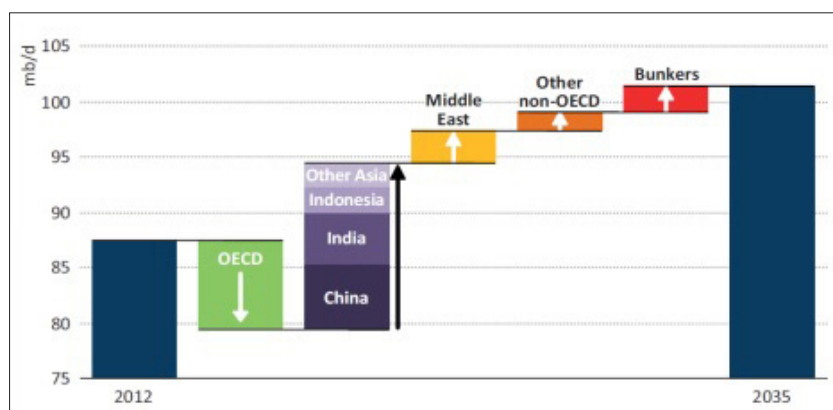 mb/d
105
100
95
90
85
80
75
OECD
Other Asia
Indonesia
India
China
Middle
East
Other
non-OECD
Bunkers
2012
2035